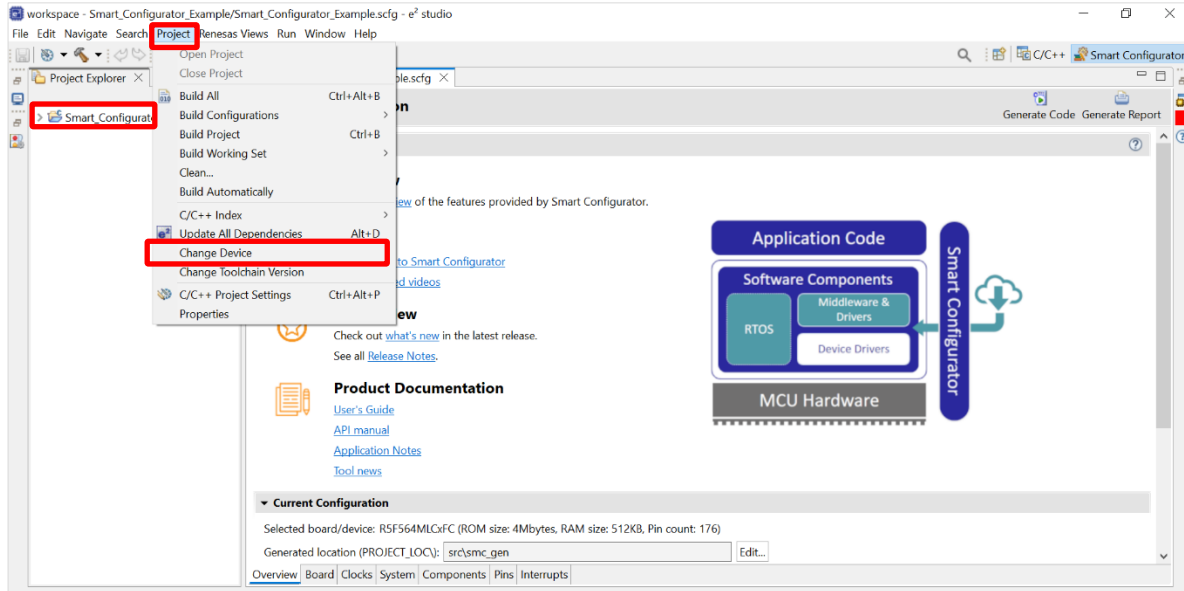 workspace - Smart_Configurator_Example/Smart_Configurator_Example.scfg - e² studio
File Edit Navigate Search Project Renesas Views Run Window Help
C/C++ Smart Configurator
Project Explorer
ple.scfg
Smart_Configurato
Open Project
Close Project
Build All Ctrl+Alt+B
Build Configurations
Build Project Ctrl+B
Build Working Set
Clean...
Build Automatically
C/C++ Index
Update All Dependencies Alt+D
Change Device
Change Toolchain Version
C/C++ Project Settings Ctrl+Alt+P
Properties
on
Generate Code Generate Report
ew of the features provided by Smart Configurator.
to Smart Configurator
ed videos
ew
Check out what's new in the latest release.
See all Release Notes.
Product Documentation
User's Guide
API manual
Application Notes
Tool news
Application Code
Software Components
RTOS
Middleware &
Drivers
Device Drivers
MCU Hardware
Smart Configurator
Current Configuration
Selected board/device: R5F564MLCxFC (ROM size: 4Mbytes, RAM size: 512KB, Pin count: 176)
Generated location (PROJECT_LOC\): src\smc_gen Edit...
Overview Board Clocks System Components Pins Interrupts